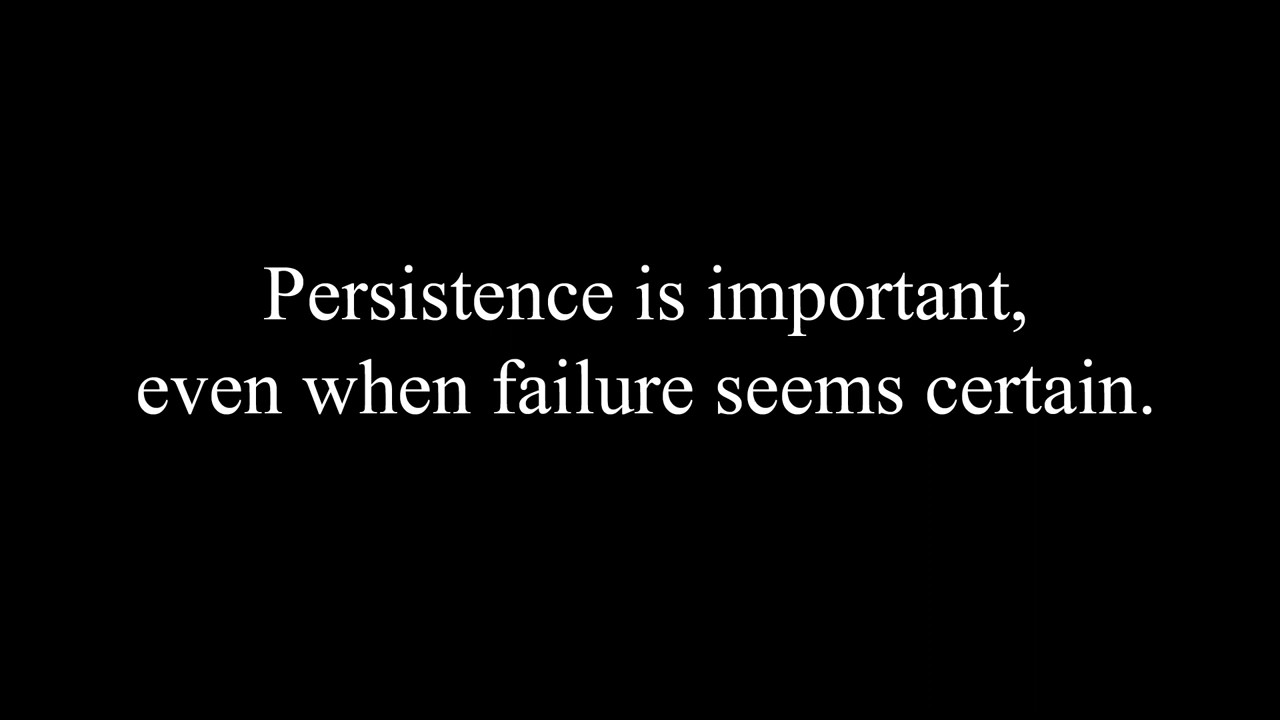 Persistence is important,
even when failure seems certain.